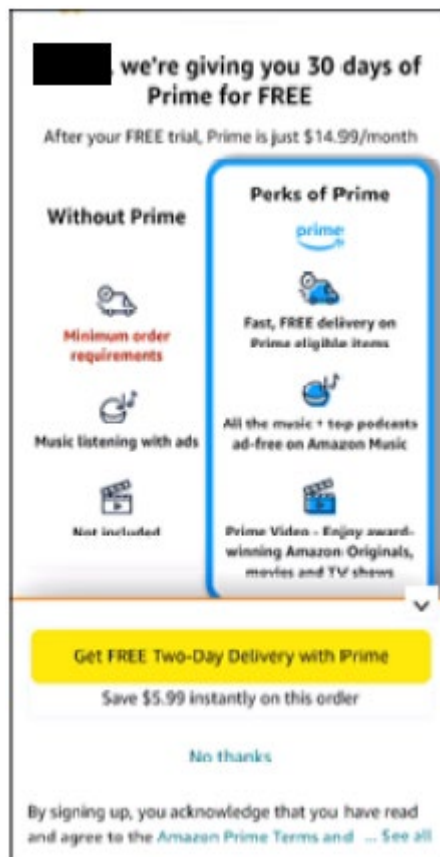 , we're giving you 30 days of
Prime for FREE
After your FREE trial, Prime is just $14.99/month
Without Prime
Minimum order
requirements
Music listening with ads
Not included
Perks of Prime
prime
Fast, FREE delivery on
Prime eligible items
All the music + top podcasts
ad-free on Amazon Music
Prime Video - Enjoy award-
winning Amazon Originals,
movies and TV shows
Get FREE Two-Day Delivery with Prime
Save $5.99 instantly on this order
No thanks
By signing up, you acknowledge that you have read
and agree to the Amazon Prime Terms and ... See all